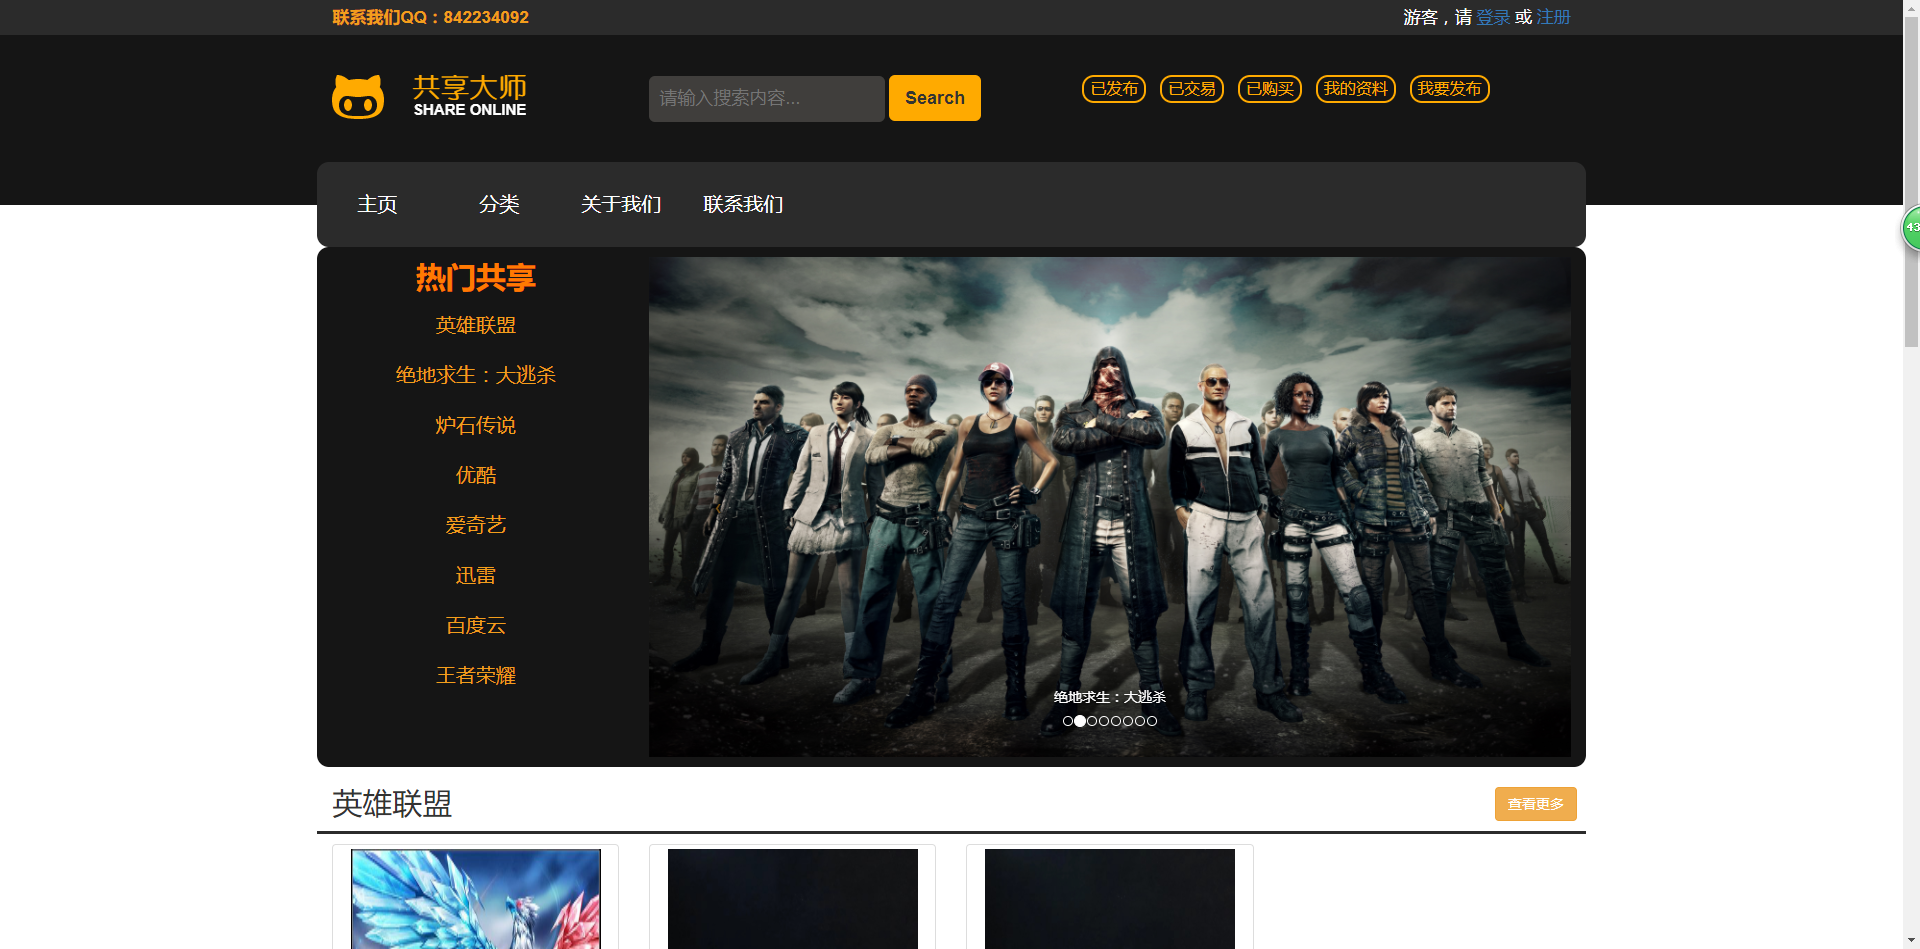 联系我们QQ：842234092
游客，请 登录 或 注册
共享大师
SHARE ONLINE
请输入搜索内容...
Search
已发布
已交易
已购买
我的资料
我要发布
主页
分类
关于我们
联系我们
热门共享
英雄联盟
绝地求生：大逃杀
炉石传说
优酷
爱奇艺
迅雷
百度云
王者荣耀
绝地求生：大逃杀
英雄联盟
查看更多
43